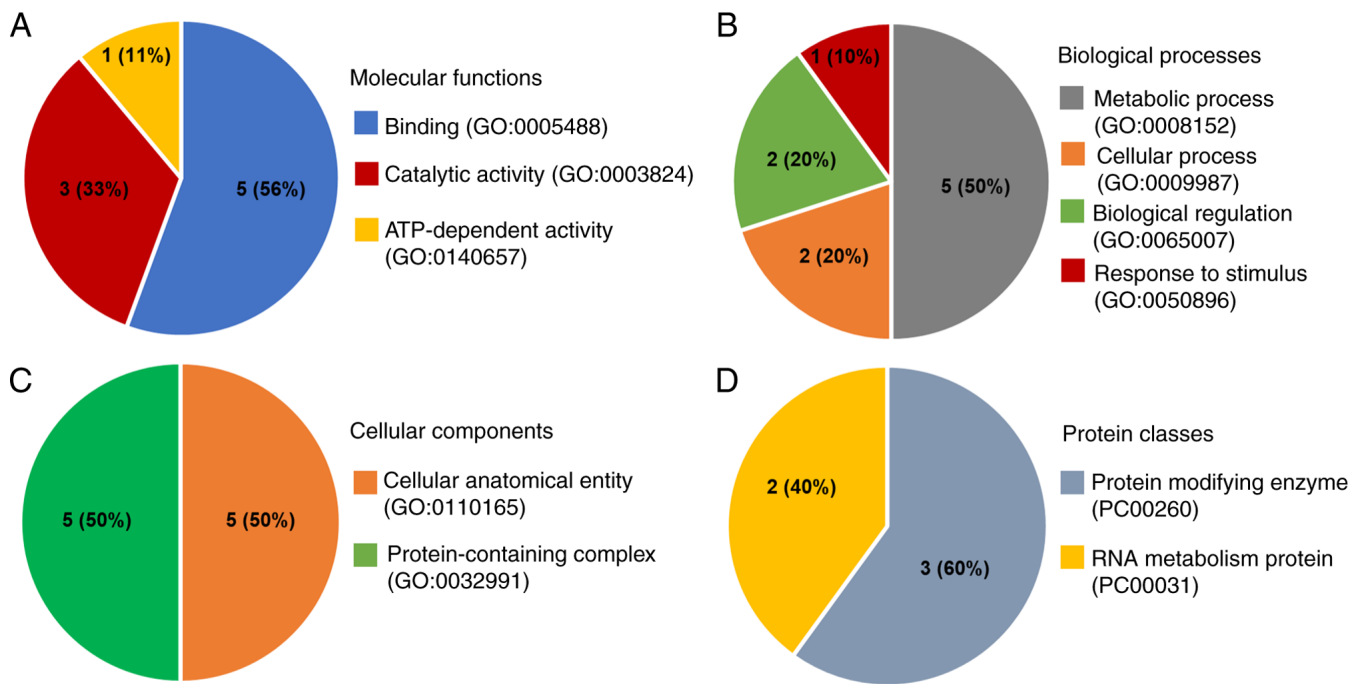 A
1 (11%)
3 (33%)
5 (56%)
Molecular functions
Binding (GO:0005488)
Catalytic activity (GO:0003824)
ATP-dependent activity
(GO:0140657)
B
1 (10%)
2 (20%)
2 (20%)
5 (50%)
Biological processes
Metabolic process
(GO:0008152)
Cellular process
(GO:0009987)
Biological regulation
(GO:0065007)
Response to stimulus
(GO:0050896)
C
5 (50%)
5 (50%)
Cellular components
Cellular anatomical entity
(GO:0110165)
Protein-containing complex
(GO:0032991)
D
2 (40%)
3 (60%)
Protein classes
Protein modifying enzyme
(PC00260)
RNA metabolism protein
(PC00031)